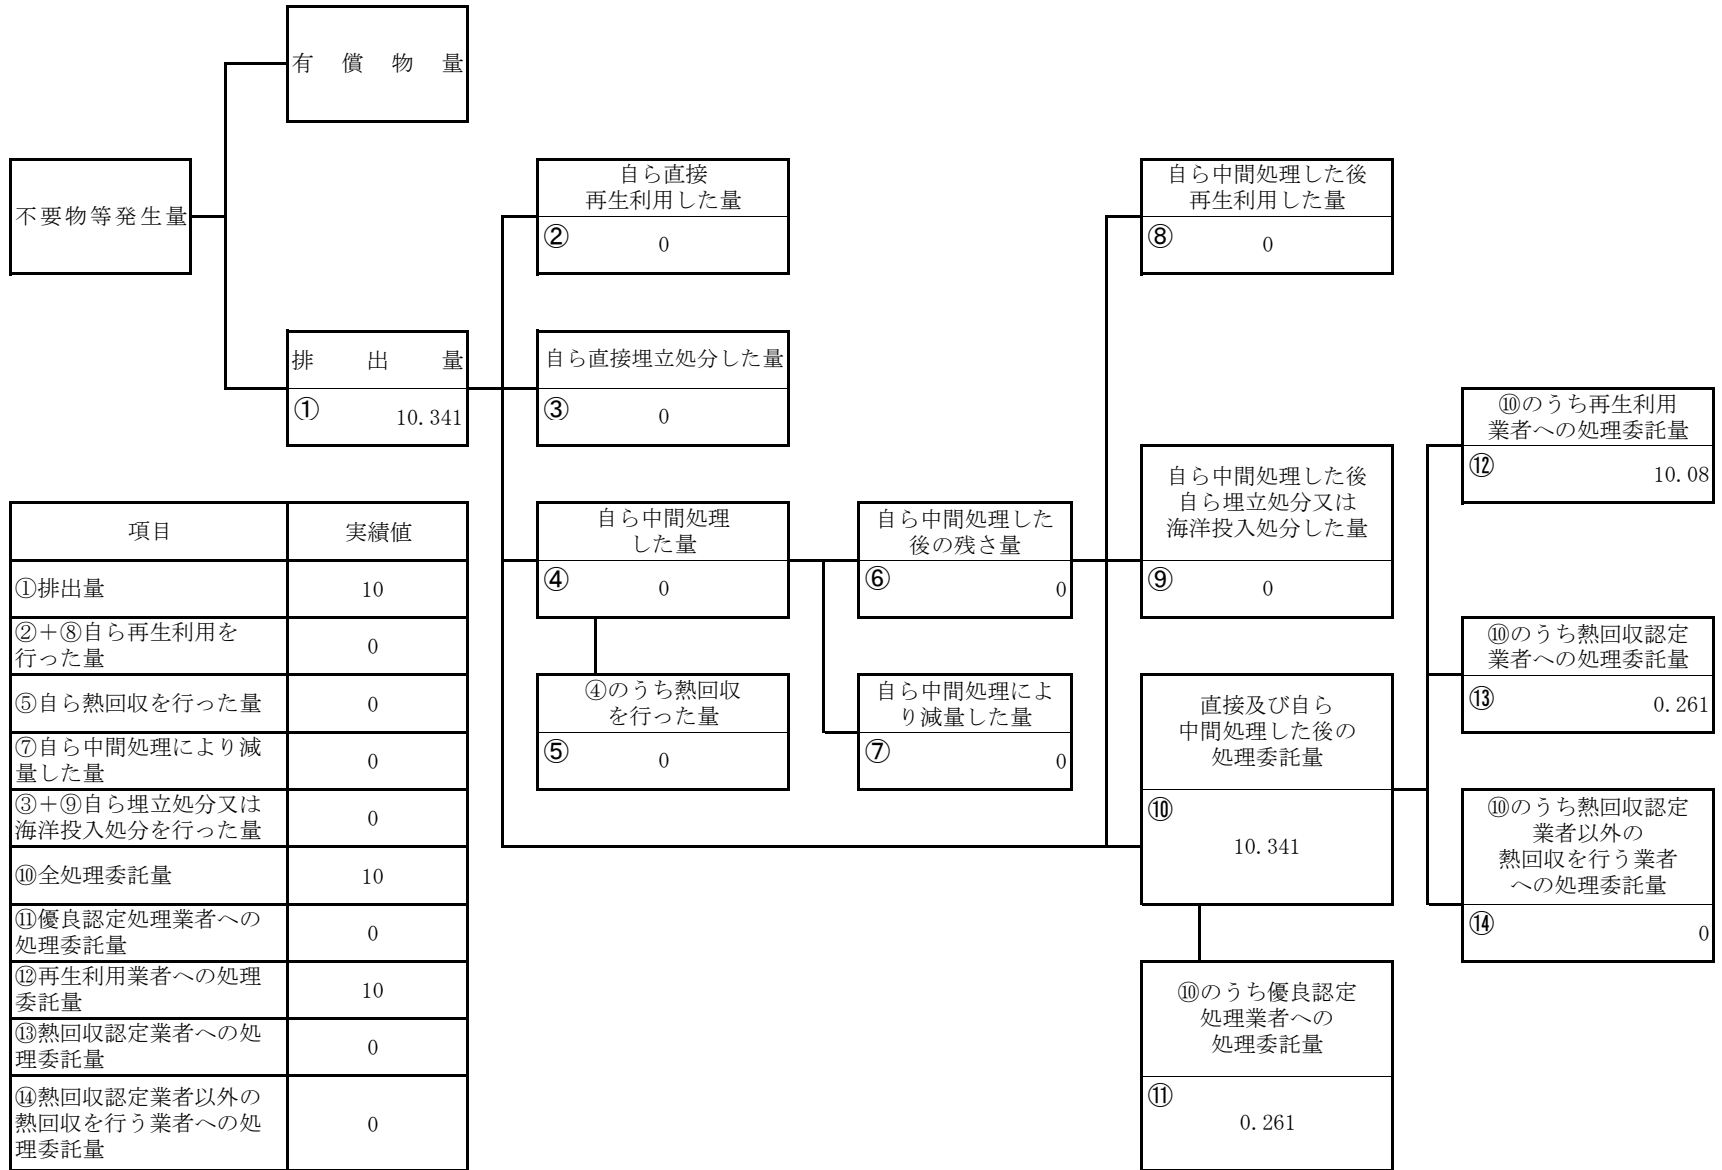 有償物量
不要物等発生量
排出量
① 10.341
自ら直接
再生利用した量
② 0
自ら直接埋立処分した量
③ 0
自ら中間処理
した量
④ 0
④のうち熱回収
を行った量
⑤ 0
自ら中間処理した
後の残さ量
⑥ 0
自ら中間処理によ
り減量した量
⑦ 0
自ら中間処理した後
再生利用した量
⑧ 0
自ら中間処理した後
自ら埋立処分又は
海洋投入処分した量
⑨ 0
直接及び自ら
中間処理した後の
処理委託量
⑩
10.341
⑩のうち優良認定
処理業者への
処理委託量
⑪
0.261
⑩のうち再生利用
業者への処理委託量
⑫ 10.08
⑩のうち熱回収認定
業者への処理委託量
⑬ 0.261
⑩のうち熱回収認定
業者以外の
熱回収を行う業者
への処理委託量
⑭ 0
項目 実績値
①排出量 10
②＋⑧自ら再生利用を
行った量 0
⑤自ら熱回収を行った量 0
⑦自ら中間処理により減
量した量 0
③＋⑨自ら埋立処分又は
海洋投入処分を行った量 0
⑩全処理委託量 10
⑪優良認定処理業者への
処理委託量 0
⑫再生利用業者への処理
委託量 10
⑬熱回収認定業者への処
理委託量 0
⑭熱回収認定業者以外の
熱回収を行う業者への処
理委託量 0